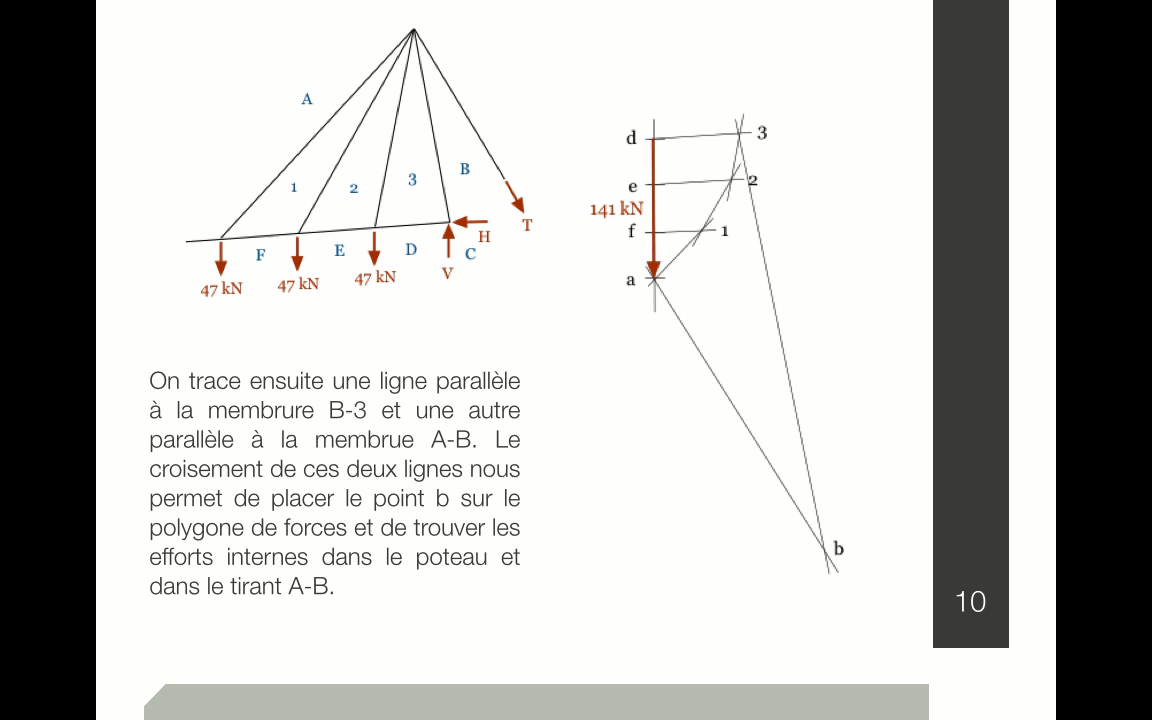 A
B
1
2
3
T
H
F
E
D
C
V
47 kN
47 kN
47 kN
d
3
e
2
141 kN
f
1
a
b
On trace ensuite une ligne parallèle
à la membrure B-3 et une autre
parallèle à la membrue A-B. Le
croisement de ces deux lignes nous
permet de placer le point b sur le
polygone de forces et de trouver les
efforts internes dans le poteau et
dans le tirant A-B.
10